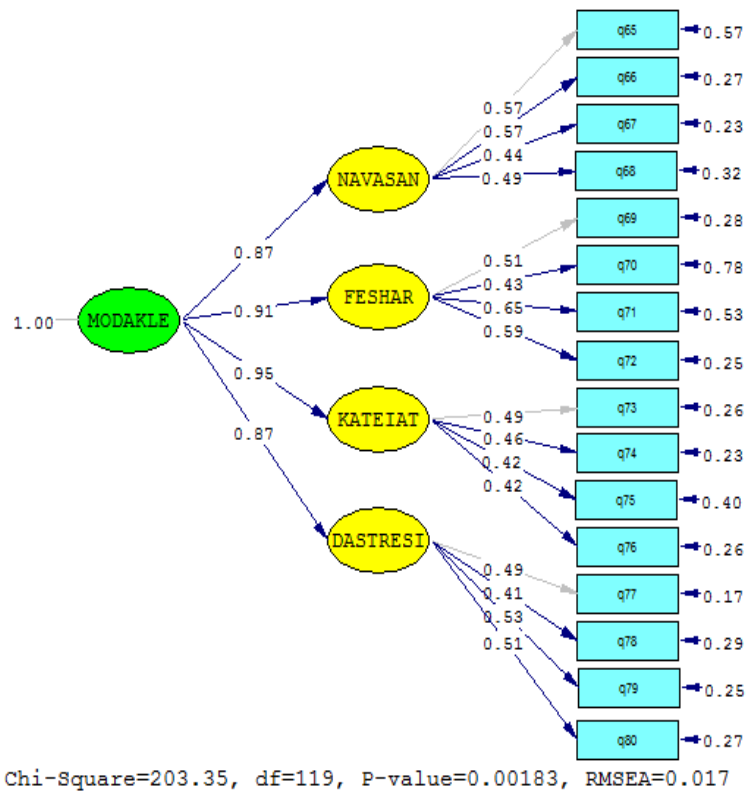 q65 0.57
q66 0.27
0.57
0.57 q67 0.23
0.44
NAVASAN 0.49 q68 0.32
q69 0.28
0.87 0.51 q70 0.78
0.43
FESHAR 0.65 q71 0.53
0.91
1.00 MODAKLE 0.59
q72 0.25
0.95 q73 0.26
0.49
KATEIAT 0.46
0.87 0.42 q74 0.23
0.42 q75 0.40
DASTRESI q76 0.26
0.49
0.41 q77 0.17
0.53
0.51 q78 0.29
q79 0.25
q80 0.27
Chi-Square=203.35, df=119, P-value=0.00183, RMSEA=0.017